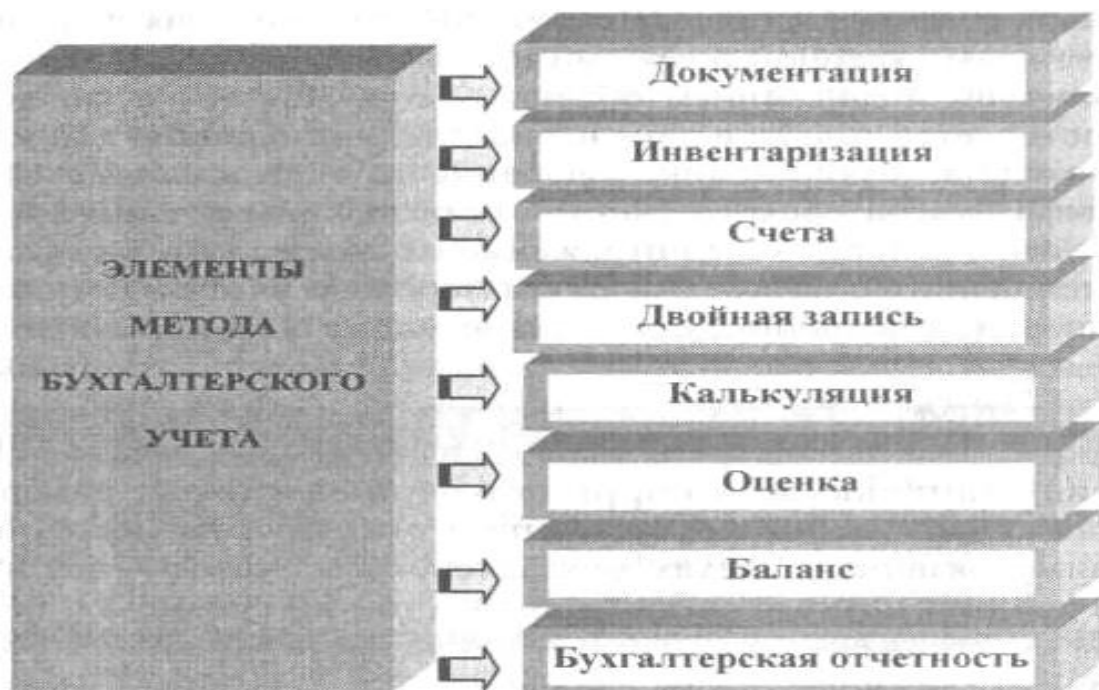 ЭЛЕМЕНТЫ
МЕТОДА
БУХГАЛТЕРСКОГО
УЧЕТА
Документация
Инвентаризация
Счета
Двойная запись
Калькуляция
Оценка
Баланс
Бухгалтерская отчетность